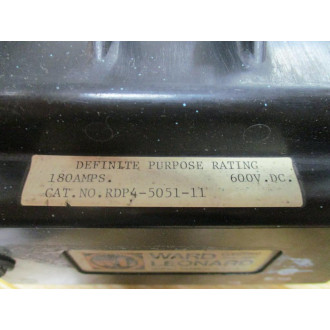 DEFINITE PURPOSE RATING
180AMPS. 600V.DC.
CAT.NO.RDP4-5051-11
WARD
LEONARD